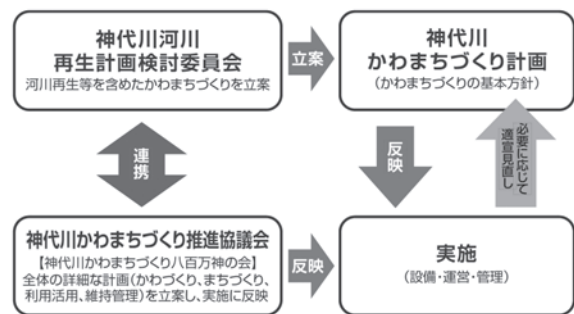 神代川河川
再生計画検討委員会
河川再生等を含めたかわまちづくりを立案
立案
神代川
かわまちづくり計画
(かわまちづくりの基本方針)
連携
反映
必要に応じて
適宜見直し
神代川かわまちづくり推進協議会
【神代川かわまちづくり八百万神の会】
全体の詳細な計画(かわづくり、まちづくり、
利用活用、維持管理)を立案し、実施に反映
反映
実施
(設備・運営・管理)